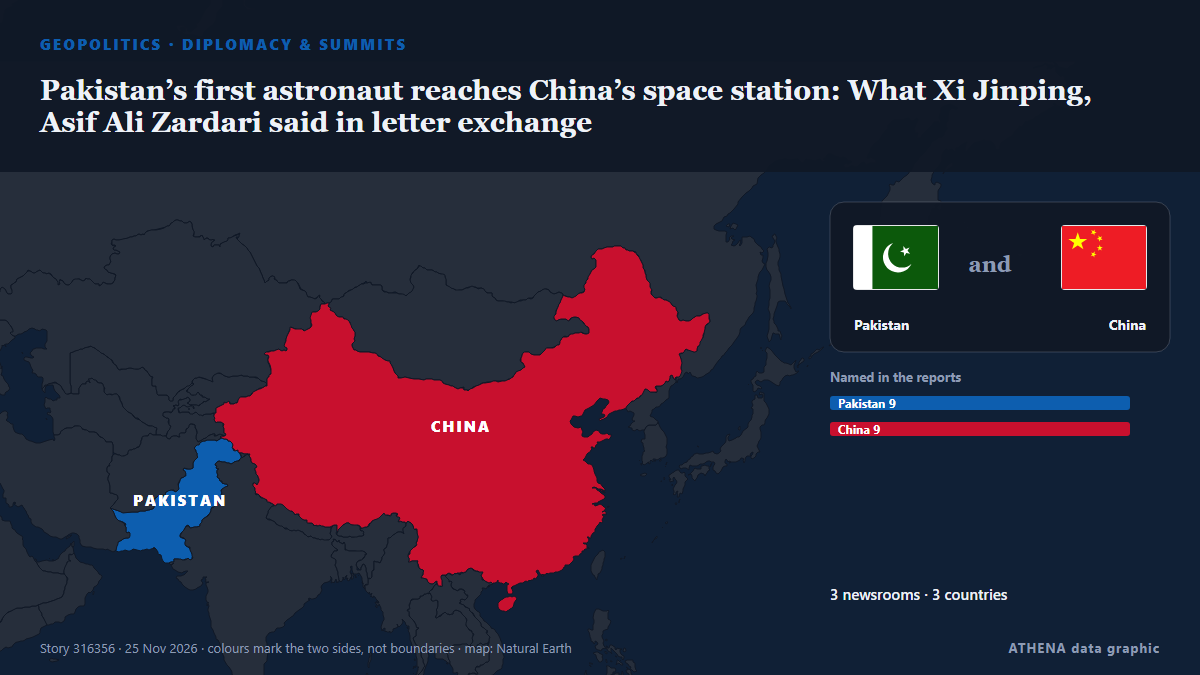 GEOPOLITICS · DIPLOMACY & SUMMITS
Pakistan’s first astronaut reaches China’s space station: What Xi Jinping,
Asif Ali Zardari said in letter exchange
and
Pakistan
China
Named in the reports
Pakistan 9
China 9
CHINA
PAKISTAN
3 newsrooms · 3 countries
Story 316356 · 25 Nov 2026 · colours mark the two sides, not boundaries · map: Natural Earth
ATHENA data graphic